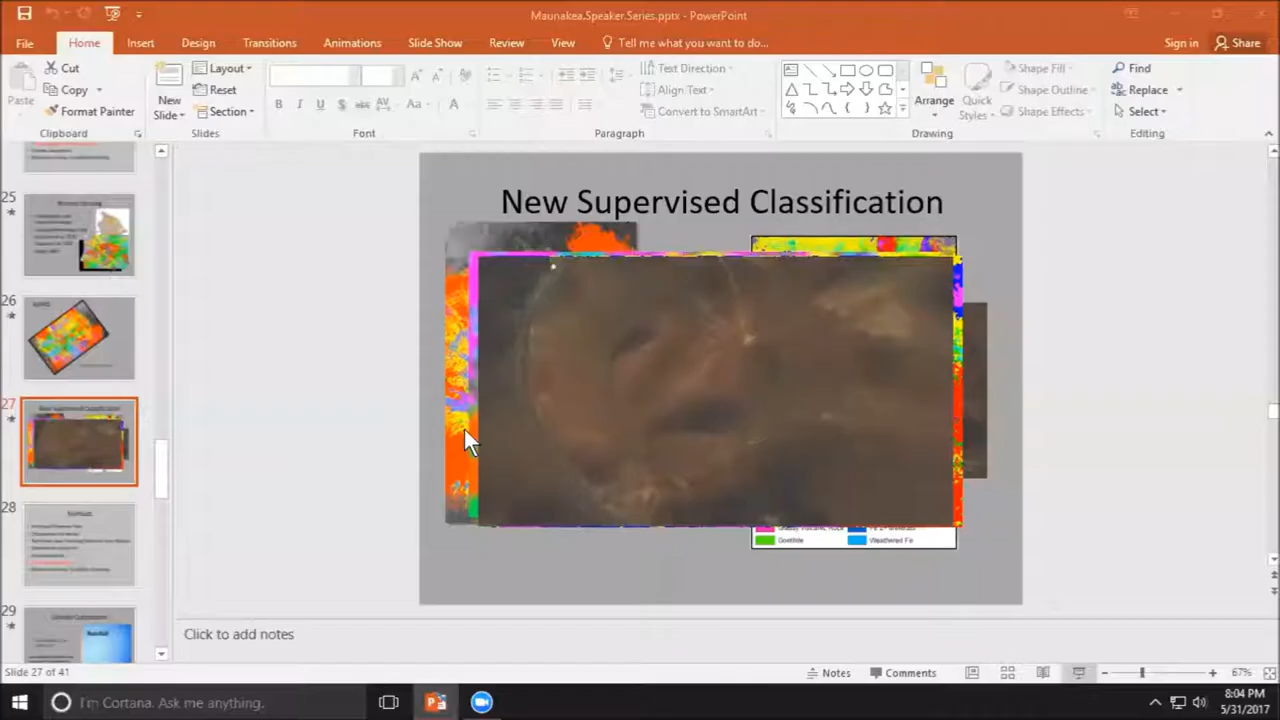 Maunakea.Speaker.Series.pptx - PowerPoint
File Home Insert Design Transitions Animations Slide Show Review View Tell me what you want to do... Sign in Share
Paste
Cut
Copy
Format Painter
Clipboard
New Slide
Layout
Reset
Section
Slides
B I U S abc AV Aa A
Font
Text Direction
Align Text
Convert to SmartArt
Paragraph
Arrange
Quick Styles
Shape Fill
Shape Outline
Shape Effects
Drawing
Find
Replace
Select
Editing
25
26
27
28
29
Rainfall
New Supervised Classification
Goethite Weathered Fe
Click to add notes
Slide 27 of 41 Notes Comments 67%
I'm Cortana. Ask me anything.
8:04 PM
5/31/2017